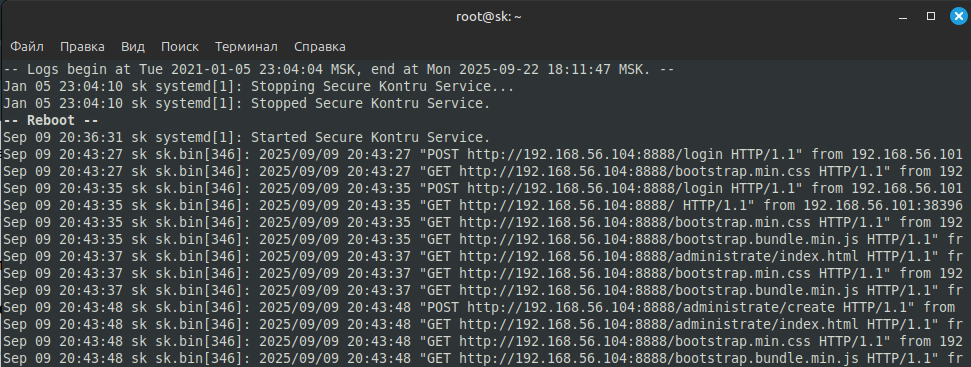 root@sk:~
Файл Правка Вид Поиск Терминал Справка
-- Logs begin at Tue 2021-01-05 23:04:04 MSK, end at Mon 2025-09-22 18:11:47 MSK. --
Jan 05 23:04:10 sk systemd[1]: Stopping Secure Kontru Service...
Jan 05 23:04:10 sk systemd[1]: Stopped Secure Kontru Service.
-- Reboot --
Sep 09 20:36:31 sk systemd[1]: Started Secure Kontru Service.
Sep 09 20:43:27 sk sk.bin[346]: 2025/09/09 20:43:27 "POST http://192.168.56.104:8888/login HTTP/1.1" from 192.168.56.101
Sep 09 20:43:27 sk sk.bin[346]: 2025/09/09 20:43:27 "GET http://192.168.56.104:8888/bootstrap.min.css HTTP/1.1" from 192
Sep 09 20:43:35 sk sk.bin[346]: 2025/09/09 20:43:35 "POST http://192.168.56.104:8888/login HTTP/1.1" from 192.168.56.101
Sep 09 20:43:35 sk sk.bin[346]: 2025/09/09 20:43:35 "GET http://192.168.56.104:8888/ HTTP/1.1" from 192.168.56.101:38396
Sep 09 20:43:35 sk sk.bin[346]: 2025/09/09 20:43:35 "GET http://192.168.56.104:8888/bootstrap.min.css HTTP/1.1" from 192
Sep 09 20:43:35 sk sk.bin[346]: 2025/09/09 20:43:35 "GET http://192.168.56.104:8888/bootstrap.bundle.min.js HTTP/1.1" fr
Sep 09 20:43:37 sk sk.bin[346]: 2025/09/09 20:43:37 "GET http://192.168.56.104:8888/administrate/index.html HTTP/1.1" fr
Sep 09 20:43:37 sk sk.bin[346]: 2025/09/09 20:43:37 "GET http://192.168.56.104:8888/bootstrap.min.css HTTP/1.1" from 192
Sep 09 20:43:37 sk sk.bin[346]: 2025/09/09 20:43:37 "GET http://192.168.56.104:8888/bootstrap.bundle.min.js HTTP/1.1" fr
Sep 09 20:43:48 sk sk.bin[346]: 2025/09/09 20:43:48 "POST http://192.168.56.104:8888/administrate/create HTTP/1.1" from
Sep 09 20:43:48 sk sk.bin[346]: 2025/09/09 20:43:48 "GET http://192.168.56.104:8888/administrate/index.html HTTP/1.1" fr
Sep 09 20:43:48 sk sk.bin[346]: 2025/09/09 20:43:48 "GET http://192.168.56.104:8888/bootstrap.min.css HTTP/1.1" from 192
Sep 09 20:43:48 sk sk.bin[346]: 2025/09/09 20:43:48 "GET http://192.168.56.104:8888/bootstrap.bundle.min.js HTTP/1.1" fr